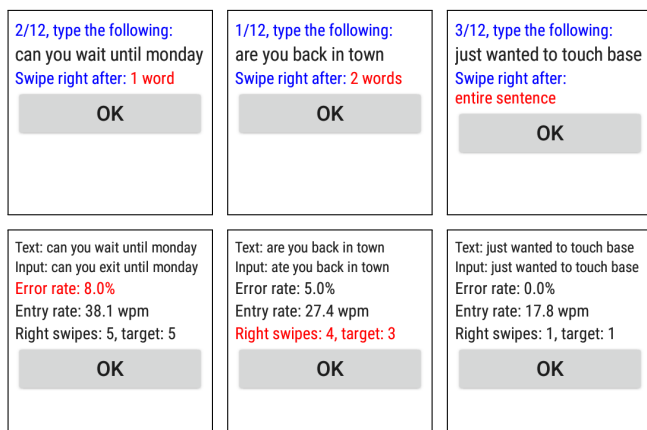 2/12, type the following:
can you wait until monday
Swipe right after: 1 word
OK
1/12, type the following:
are you back in town
Swipe right after: 2 words
OK
3/12, type the following:
just wanted to touch base
Swipe right after:
entire sentence
OK
Text: can you wait until monday
Input: can you exit until monday
Error rate: 8.0%
Entry rate: 38.1 wpm
Right swipes: 5, target: 5
OK
Text: are you back in town
Input: ate you back in town
Error rate: 5.0%
Entry rate: 27.4 wpm
Right swipes: 4, target: 3
OK
Text: just wanted to touch base
Input: just wanted to touch base
Error rate: 0.0%
Entry rate: 17.8 wpm
Right swipes: 1, target: 1
OK